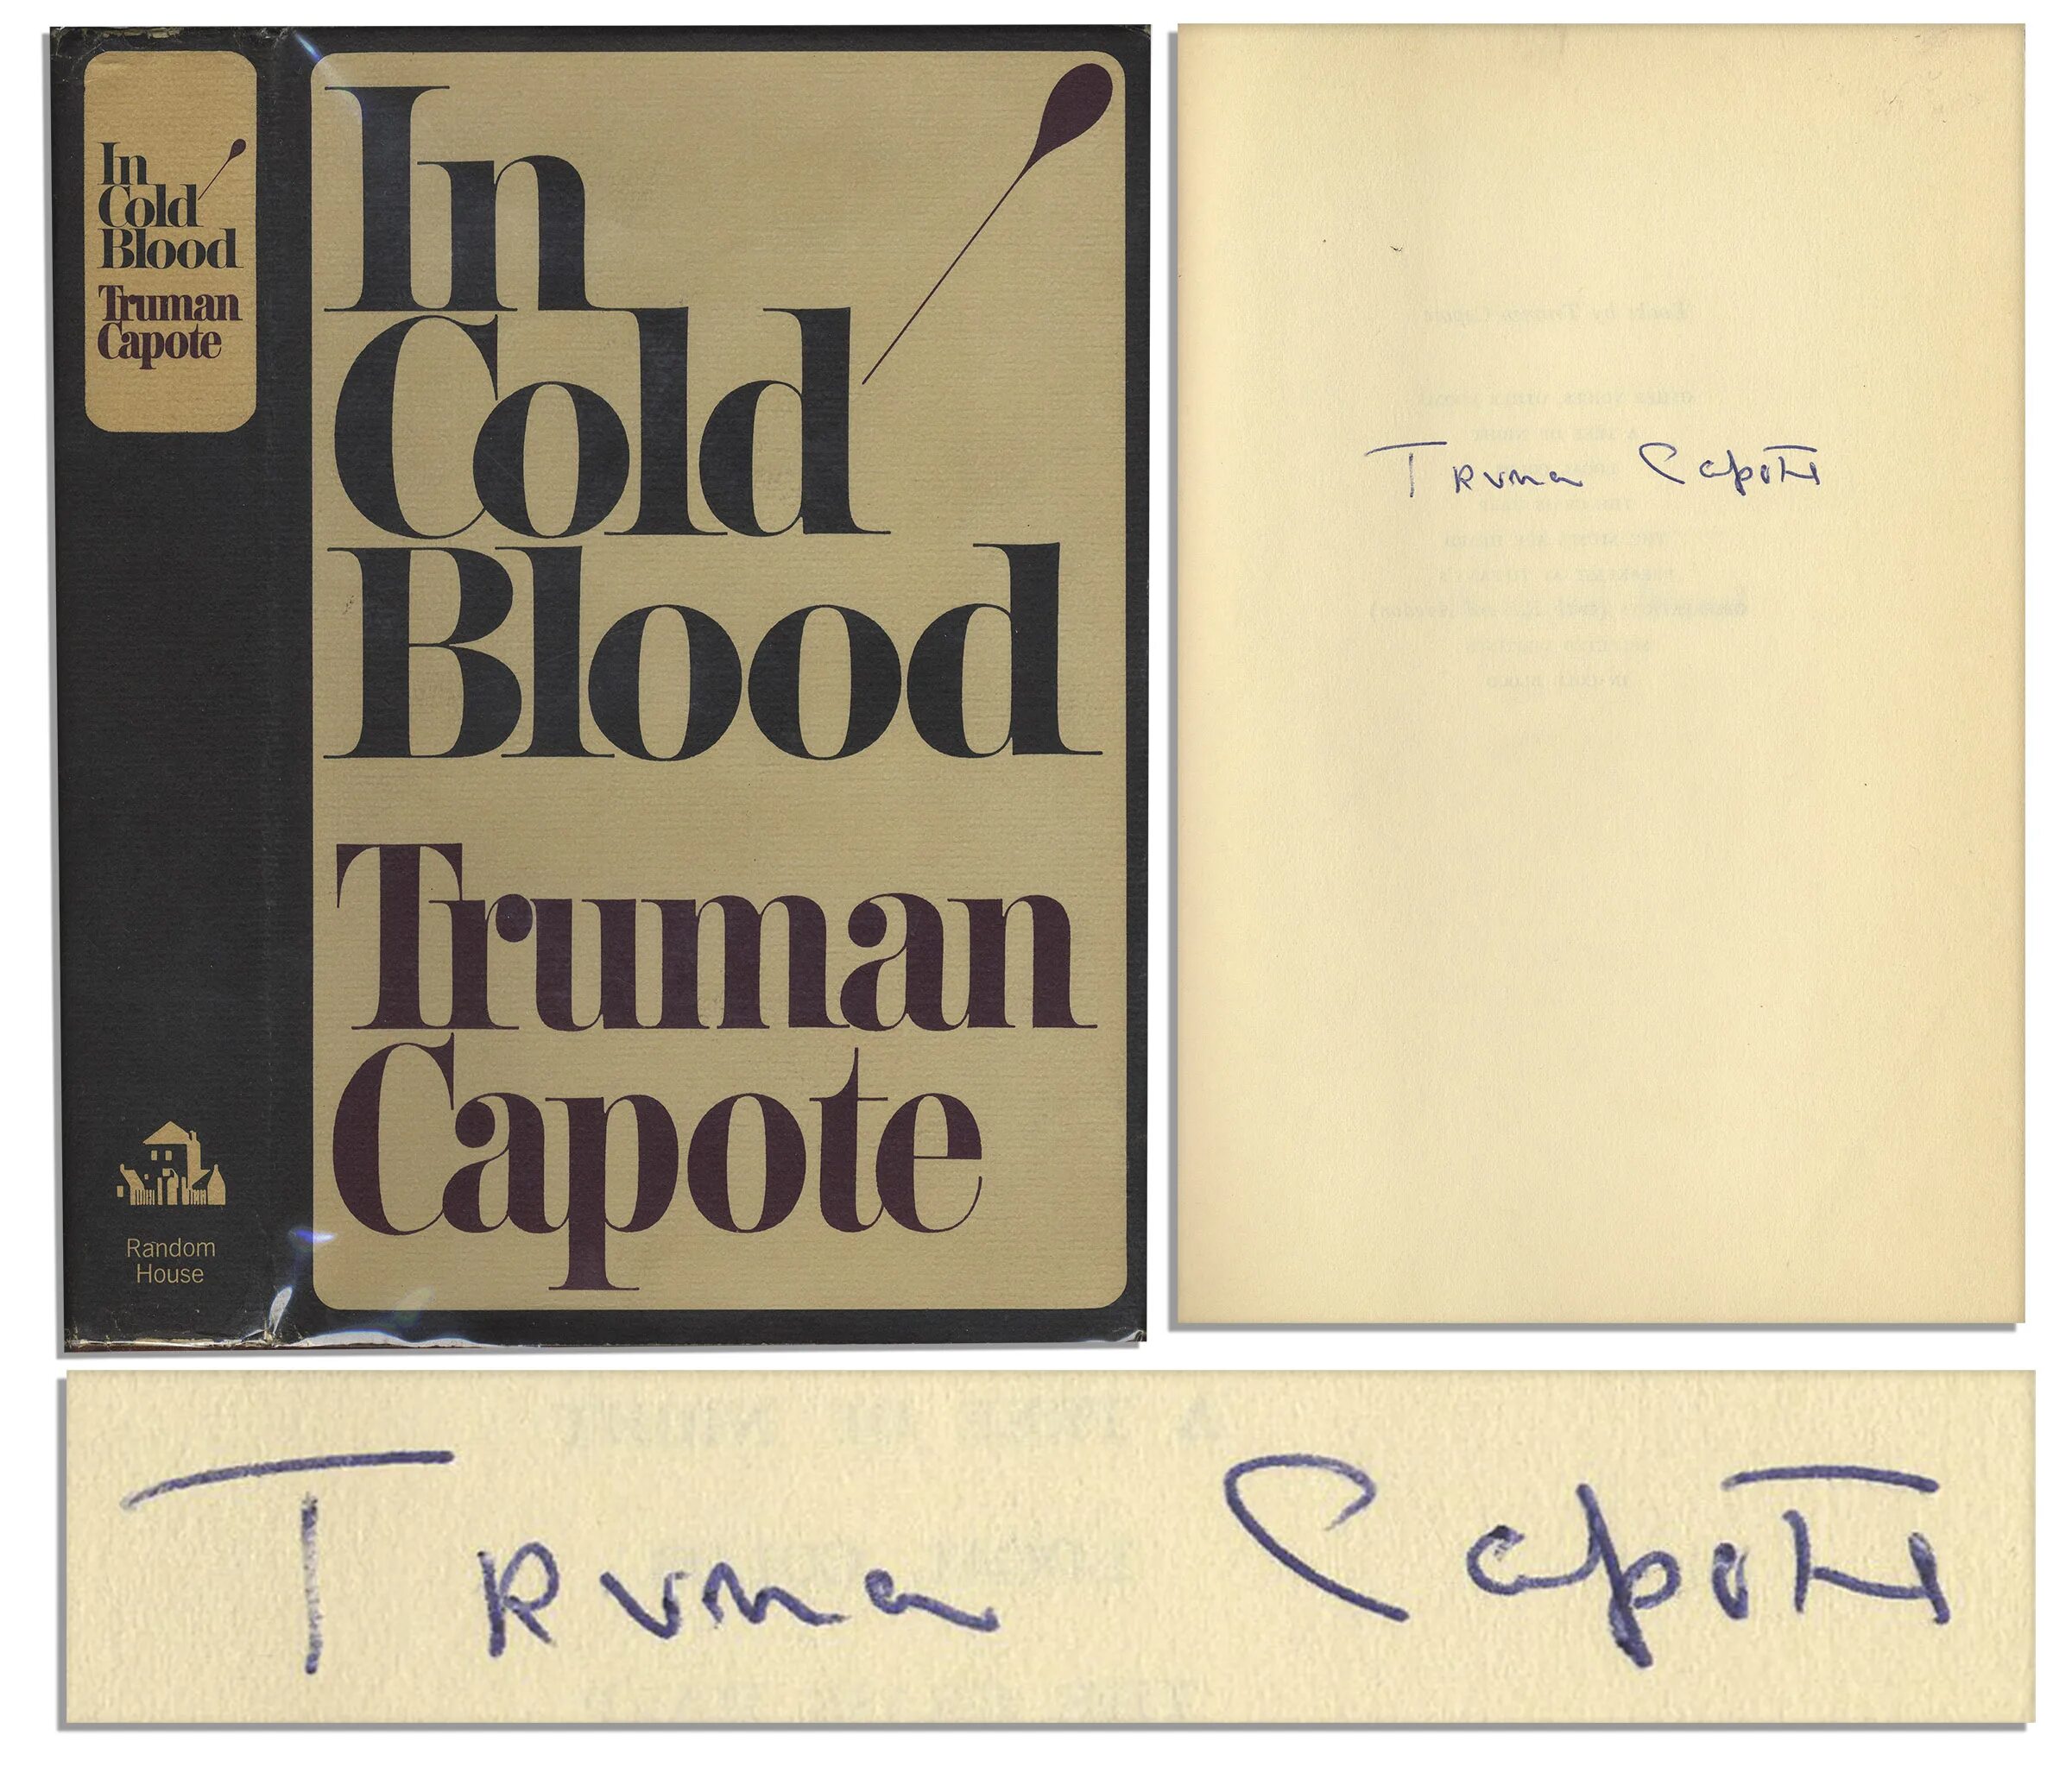 In
Cold
Blood
Truman
Capote
Random
House
In
Cold
Blood
Truman
Capote
Truman Capote
Truman Capote